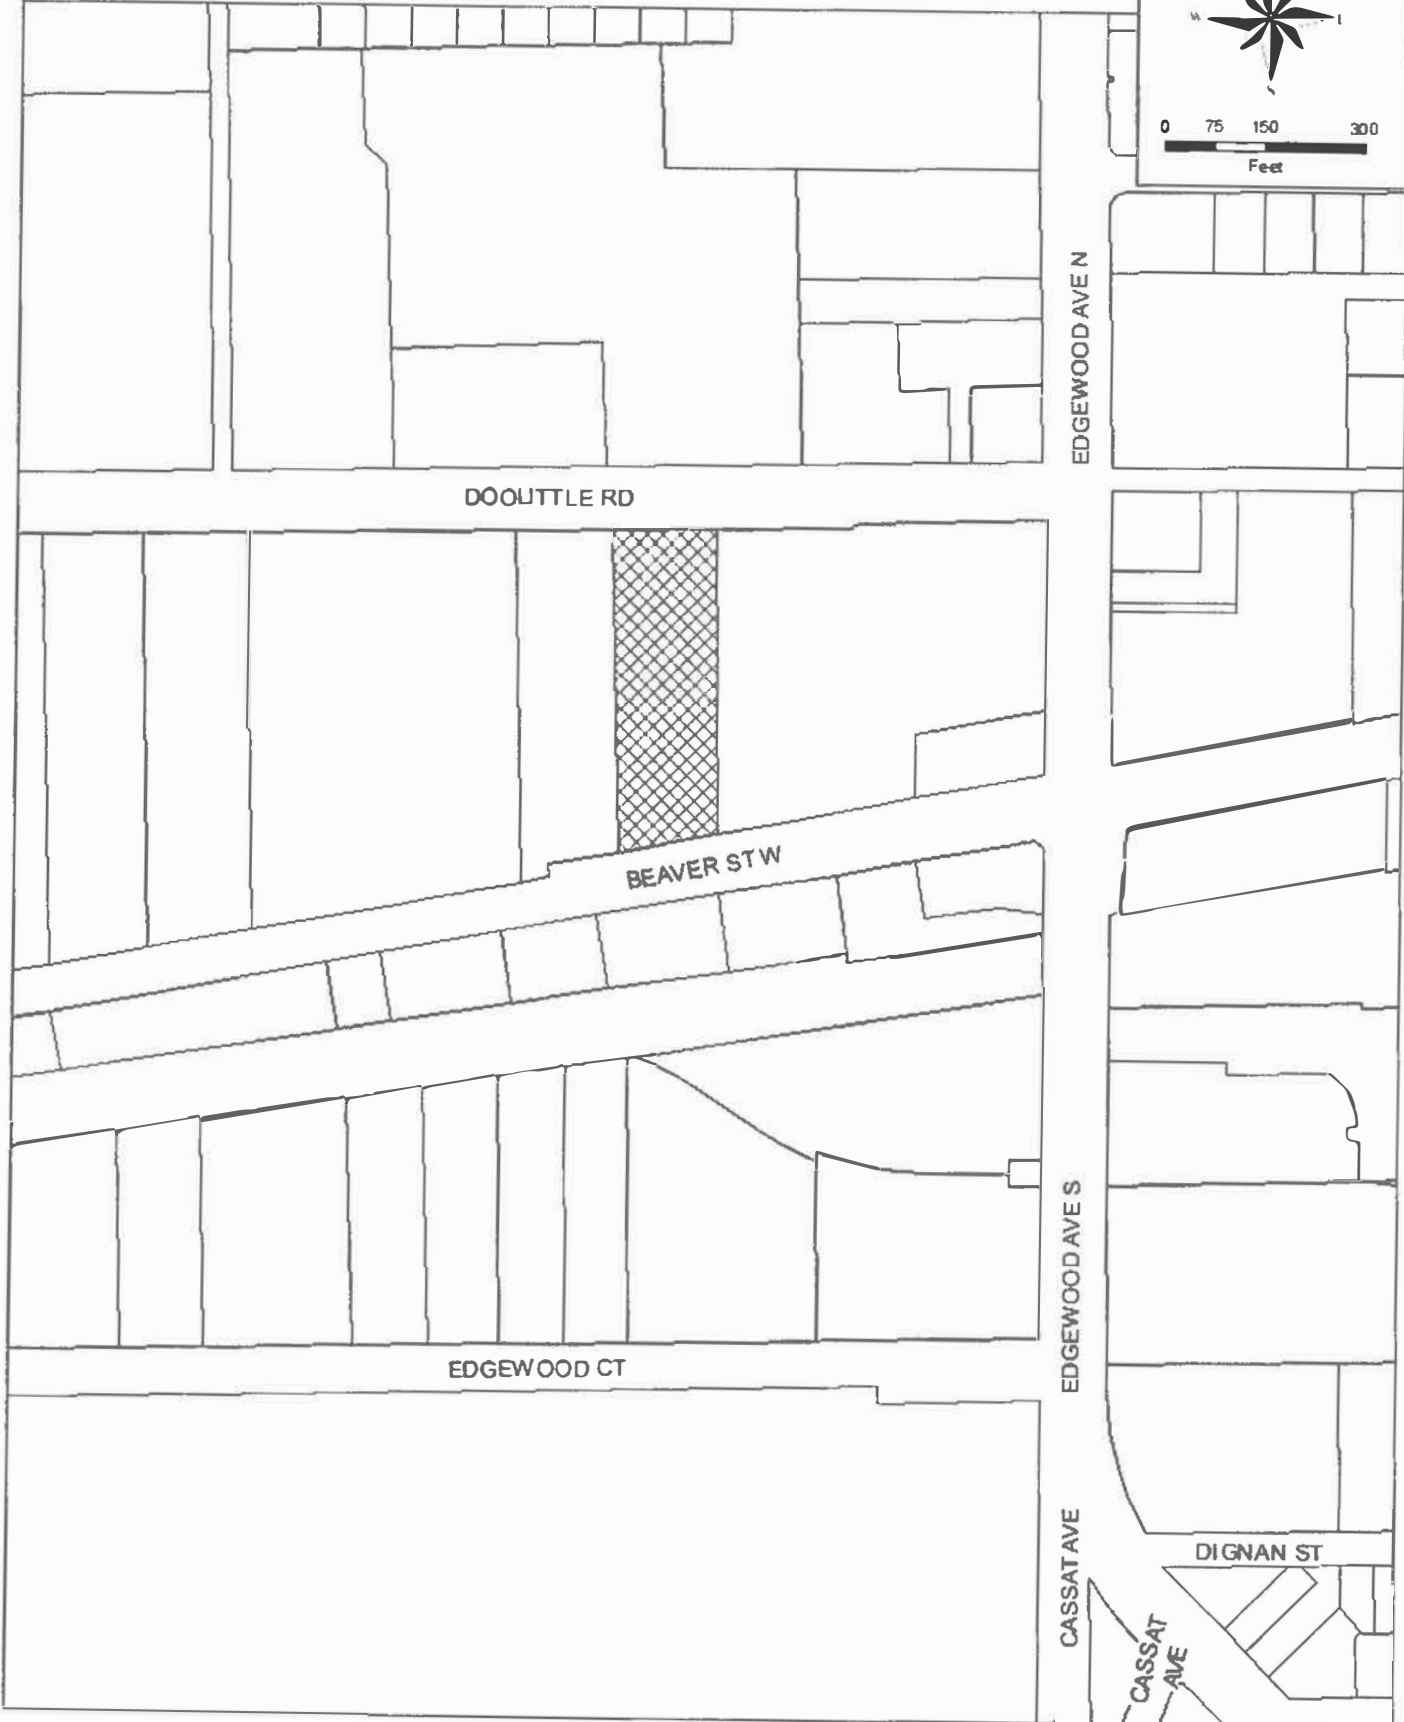 0 75 150 300
Feet
EDGEWOOD AVE N
DOOLITTLE RD
BEAVER ST W
EDGEWOOD AVE S
EDGEWOOD CT
CASSAT AVE
DIGNAN ST
CASSAT
AVE